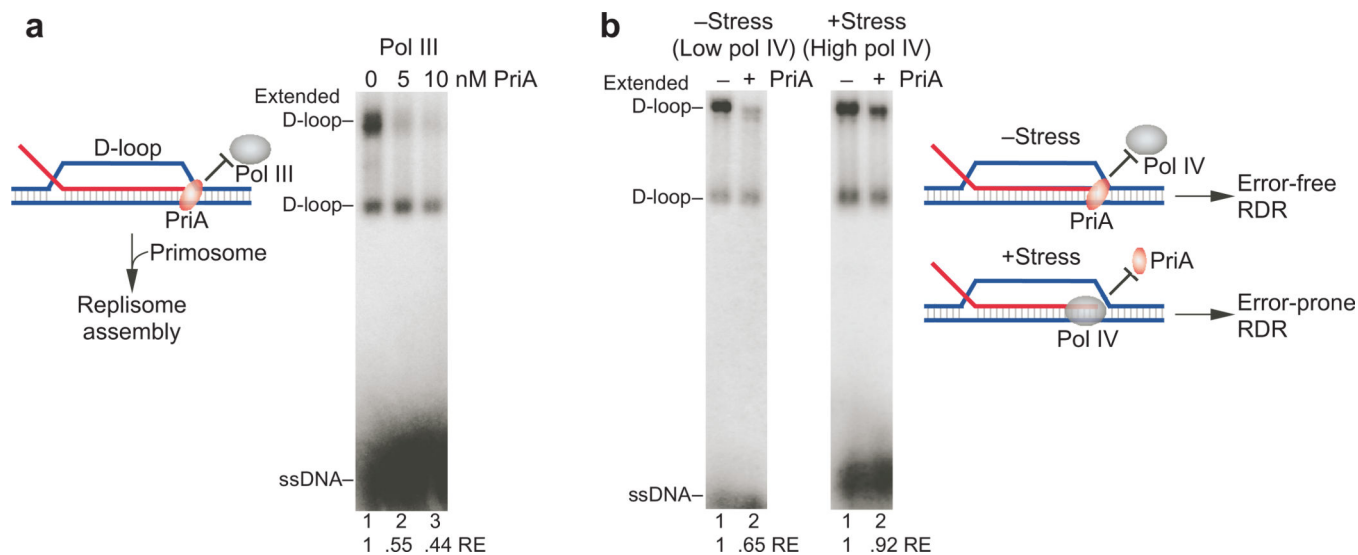 a
Pol III
0 5 10 nM PriA
Extended
D-loop–
D-loop
Pol III
PriA
Primosome
Replisome
assembly
D-loop–
ssDNA–
1 2 3
1 .55 .44 RE
b
–Stress +Stress
(Low pol IV) (High pol IV)
Extended – + PriA – + PriA
D-loop–
D-loop–
ssDNA–
1 2 1 2
1 .65 RE 1 .92 RE
–Stress
Pol IV
PriA
Error-free
RDR
+Stress
PriA
Pol IV
Error-prone
RDR